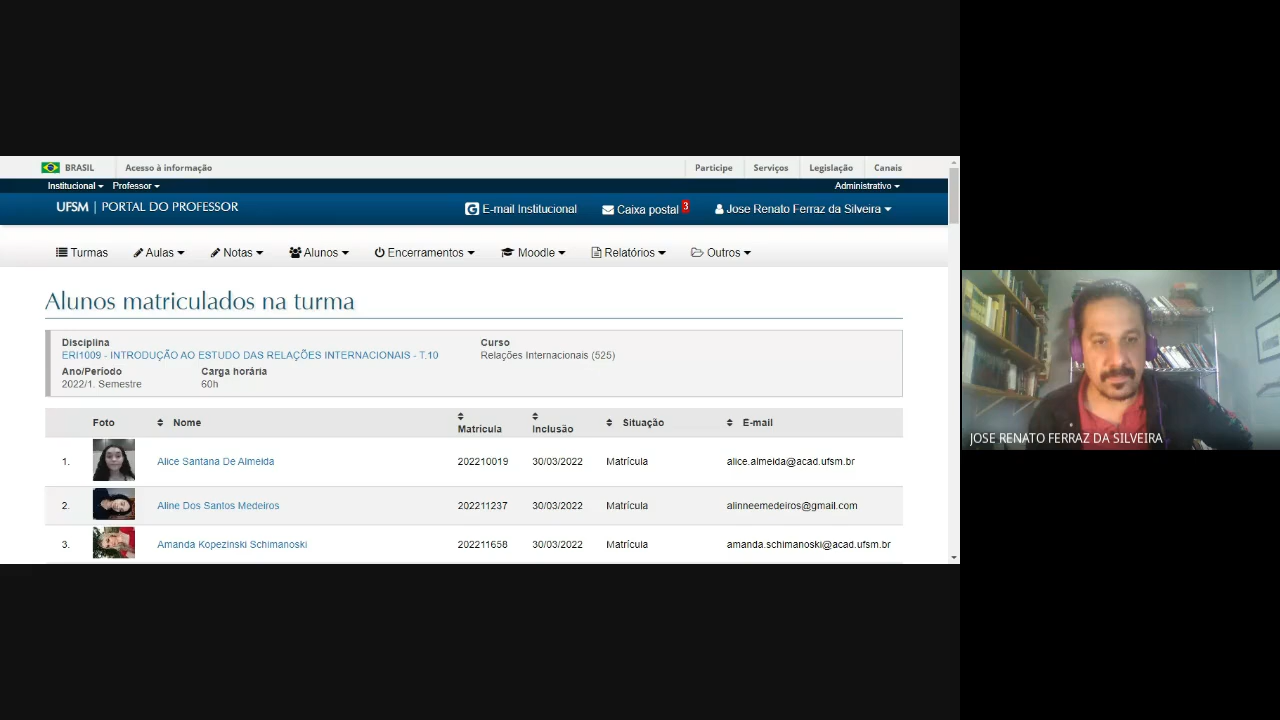 BRASIL Acesso à informação Participe Serviços Legislação Canais
Institucional Professor Administrativo
UFSM | PORTAL DO PROFESSOR E-mail Institucional Caixa postal 3 Jose Renato Ferraz da Silveira
Turmas Aulas Notas Alunos Encerramentos Moodle Relatórios Outros
Alunos matriculados na turma
Disciplina Curso
ERI1009 - INTRODUÇÃO AO ESTUDO DAS RELAÇÕES INTERNACIONAIS - T.10 Relações Internacionais (525)
Ano/Período Carga horária
2022/1. Semestre 60h
Foto Nome Matricula Inclusão Situação E-mail
1. Alice Santana De Almeida 202210019 30/03/2022 Matrícula alice.almeida@acad.ufsm.br
2. Aline Dos Santos Medeiros 202211237 30/03/2022 Matrícula alinneemedeiros@gmail.com
3. Amanda Kopezinski Schimanoski 202211658 30/03/2022 Matrícula amanda.schimanoski@acad.ufsm.br
JOSE RENATO FERRAZ DA SILVEIRA